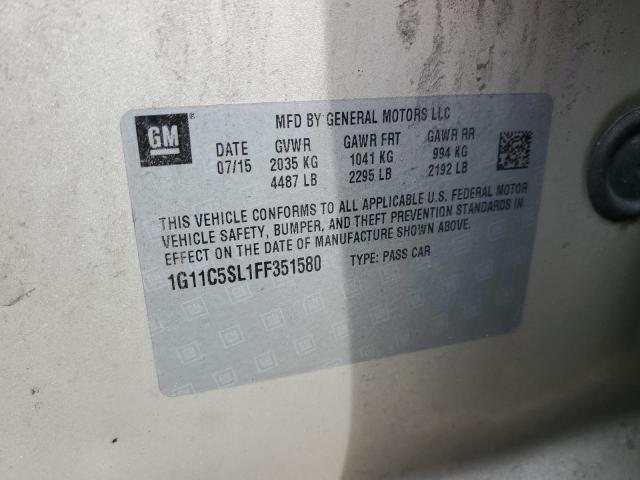 GM ®
MFD BY GENERAL MOTORS LLC
DATE GVWR GAWR FRT GAWR RR
07/15 2035 KG 1041 KG 994 KG
4487 LB 2295 LB 2192 LB
THIS VEHICLE CONFORMS TO ALL APPLICABLE U.S. FEDERAL MOTOR
VEHICLE SAFETY, BUMPER, AND THEFT PREVENTION STANDARDS IN
EFFECT ON THE DATE OF MANUFACTURE SHOWN ABOVE.
1G11C5SL1FF351580 TYPE: PASS CAR